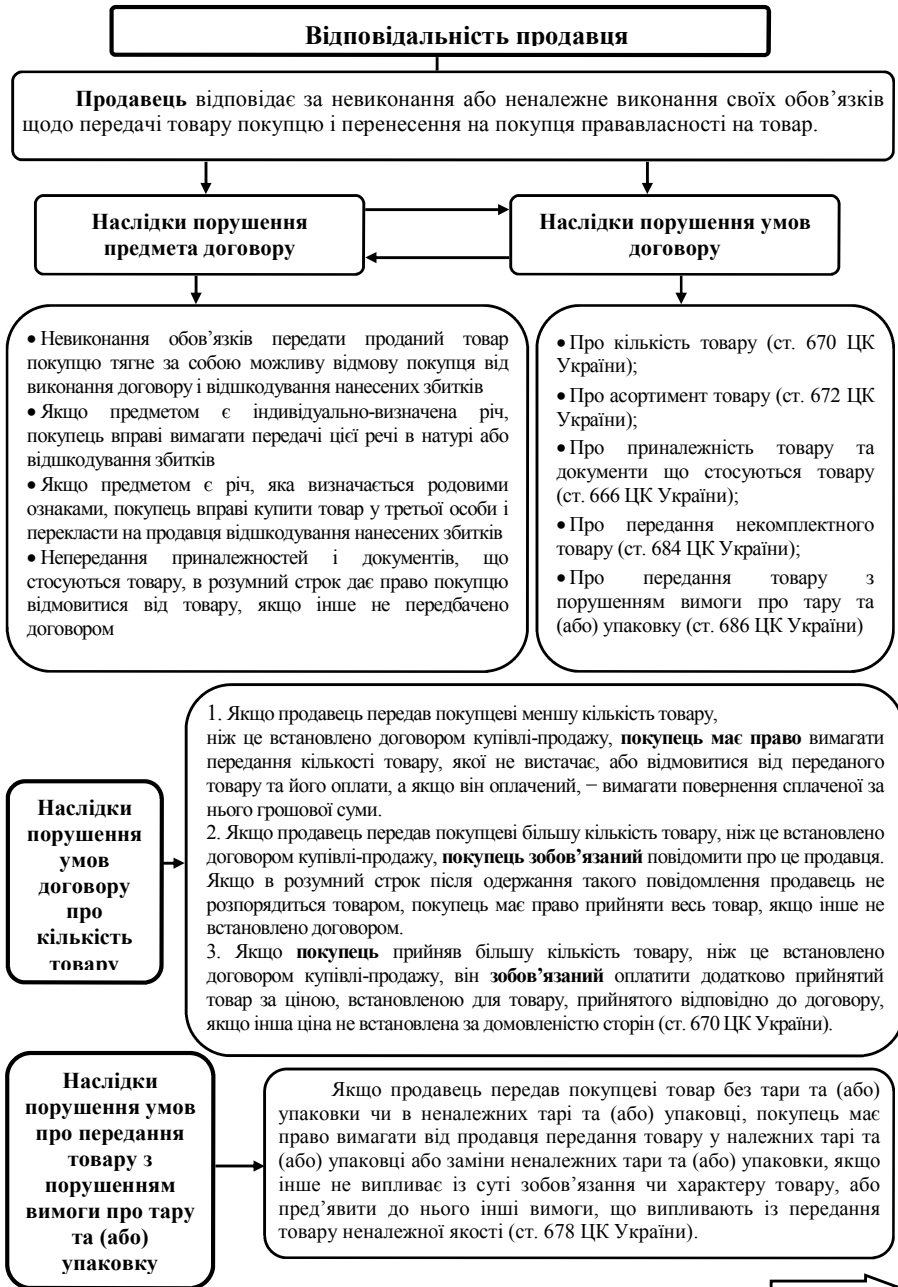 Відповідальність продавця
Продавець відповідає за невиконання або неналежне виконання своїх обов’язків
щодо передачі товару покупцю і перенесення на покупця прававласності на товар.
Наслідки порушення
предмета договору
Наслідки порушення умов
договору
• Невиконання обов’язків передати проданий товар
покупцю тягне за собою можливу відмову покупця від
виконання договору і відшкодування нанесених збитків
• Якщо предметом є індивідуально-визначена річ,
покупець вправі вимагати передачі цієї речі в натурі або
відшкодування збитків
• Якщо предметом є річ, яка визначається родовими
ознаками, покупець вправі купити товар у третьої особи і
перекласти на продавця відшкодування нанесених збитків
• Непередання приналежностей і документів, що
стосуються товару, в розумний строк дає право покупцю
відмовитися від товару, якщо інше не передбачено
договором
• Про кількість товару (ст. 670 ЦК
України);
• Про асортимент товару (ст. 672 ЦК
України);
• Про приналежність товару та
документи що стосуються товару
(ст. 666 ЦК України);
• Про передання некомплектного
товару (ст. 684 ЦК України);
• Про передання товару з
порушенням вимоги про тару та
(або) упаковку (ст. 686 ЦК України)
Наслідки
порушення
умов
договору
про
кількість
товару
1. Якщо продавець передав покупцеві меншу кількість товару,
ніж це встановлено договором купівлі-продажу, покупець має право вимагати
передання кількості товару, якої не вистачає, або відмовитися від переданого
товару та його оплати, а якщо він оплачений, – вимагати повернення сплаченої за
нього грошової суми.
2. Якщо продавець передав покупцеві більшу кількість товару, ніж це встановлено
договором купівлі-продажу, покупець зобов’язаний повідомити про це продавця.
Якщо в розумний строк після одержання такого повідомлення продавець не
розпорядиться товаром, покупець має право прийняти весь товар, якщо інше не
встановлено договором.
3. Якщо покупець прийняв більшу кількість товару, ніж це встановлено
договором купівлі-продажу, він зобов’язаний оплатити додатково прийнятий
товар за ціною, встановленою для товару, прийнятого відповідно до договору,
якщо інша ціна не встановлена за домовленістю сторін (ст. 670 ЦК України).
Наслідки
порушення умов
про передання
товару з
порушенням
вимоги про тару
та (або)
упаковку
Якщо продавець передав покупцеві товар без тари та (або)
упаковки чи в неналежних тарі та (або) упаковці, покупець має
право вимагати від продавця передання товару у належних тарі та
(або) упаковці або заміни неналежних тари та (або) упаковки, якщо
інше не випливає із суті зобов’язання чи характеру товару, або
пред’явити до нього інші вимоги, що випливають із передання
товару неналежної якості (ст. 678 ЦК України).